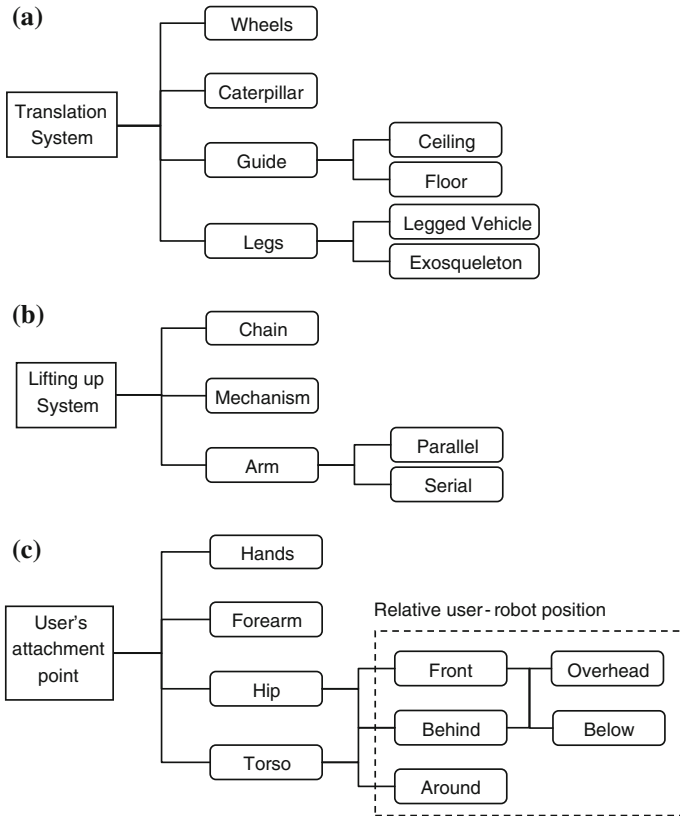 (a)
Wheels
Caterpillar
Translation
System
Guide
Ceiling
Floor
Legs
Legged Vehicle
Exosqueleton
(b)
Chain
Lifting up
System
Mechanism
Arm
Parallel
Serial
(c)
Hands
User's
attachment
point
Forearm
Hip
Torso
Relative user-robot position
Front
Overhead
Behind
Below
Around